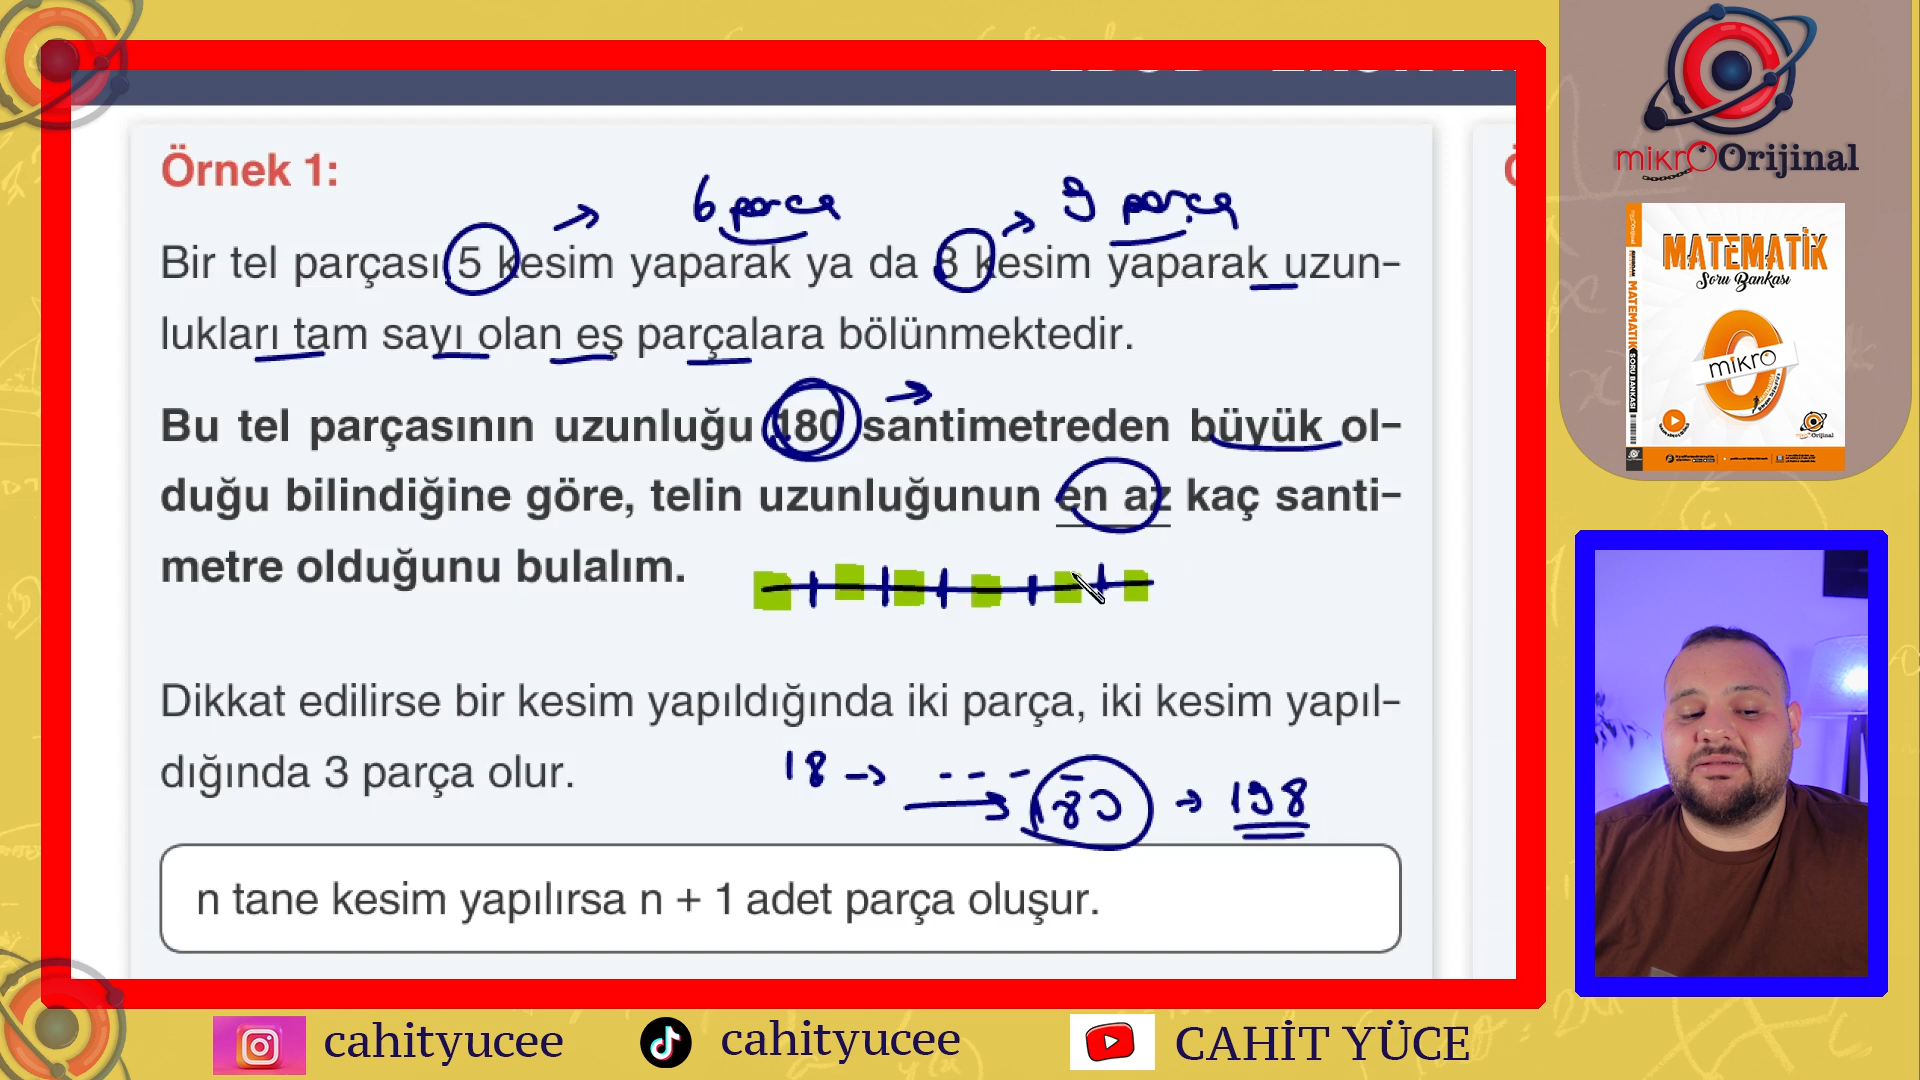 Örnek 1:
6 parça
9 parça
Bir tel parçası 5 kesim yaparak ya da 8 kesim yaparak uzun-
lukları tam sayı olan eş parçalara bölünmektedir.
Bu tel parçasının uzunluğu 180 santimetreden büyük ol-
duğu bilindiğine göre, telin uzunluğunun en az kaç santi-
metre olduğunu bulalım.
Dikkat edilirse bir kesim yapıldığında iki parça, iki kesim yapıl-
dığında 3 parça olur.
18 → - - - - 180 → 198
n tane kesim yapılırsa n + 1 adet parça oluşur.
mikro Orijinal
MATEMATİK
Soru Bankası
mikro
MATEMATİK SORU BANKASI
cahityucee
cahityucee
CAHİT YÜCE